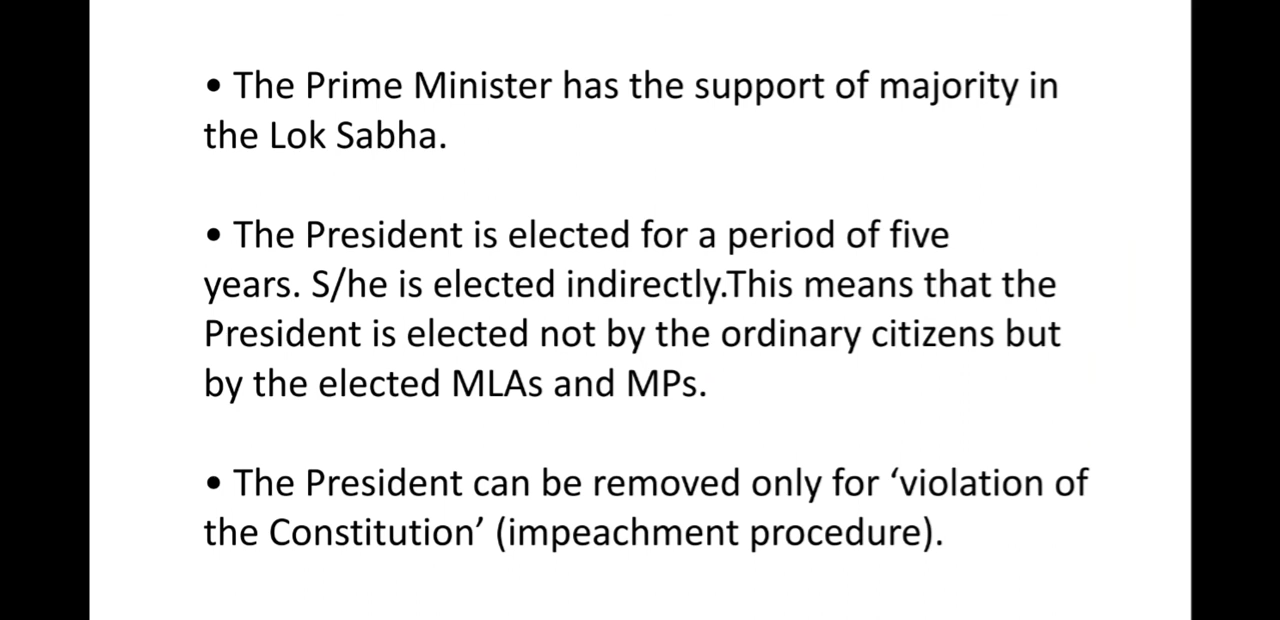 • The Prime Minister has the support of majority in
the Lok Sabha.
• The President is elected for a period of five
years. S/he is elected indirectly.This means that the
President is elected not by the ordinary citizens but
by the elected MLAs and MPs.
• The President can be removed only for ‘violation of
the Constitution’ (impeachment procedure).